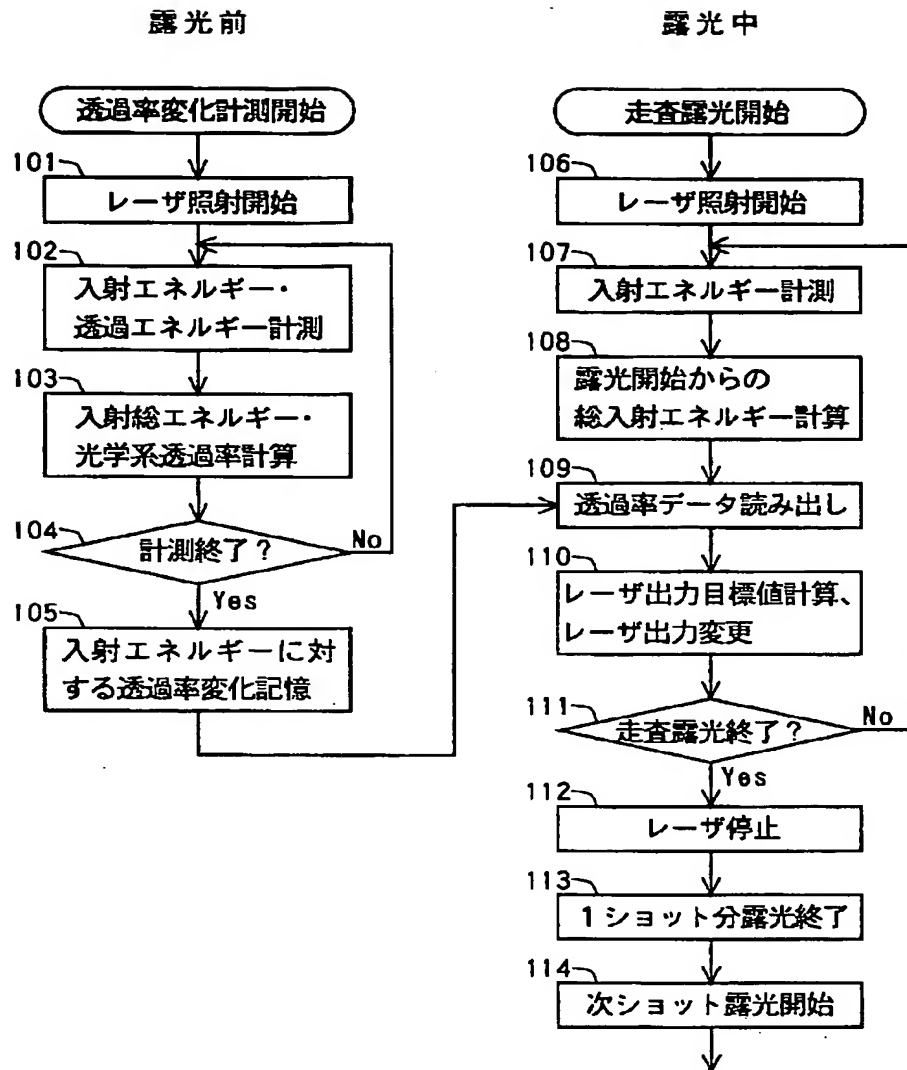 露光前
透過率変化計測開始
101
レーザ照射開始
102
入射エネルギー・
透過エネルギー計測
103
入射総エネルギー・
光学系透過率計算
104
計測終了?
No
Yes
105
入射エネルギーに対
する透過率変化記憶
露光中
走査露光開始
106
レーザ照射開始
107
入射エネルギー計測
108
露光開始からの
総入射エネルギー計算
109
透過率データ読み出し
110
レーザ出力目標値計算、
レーザ出力変更
111
走査露光終了?
No
Yes
112
レーザ停止
113
1ショット分露光終了
114
次ショット露光開始